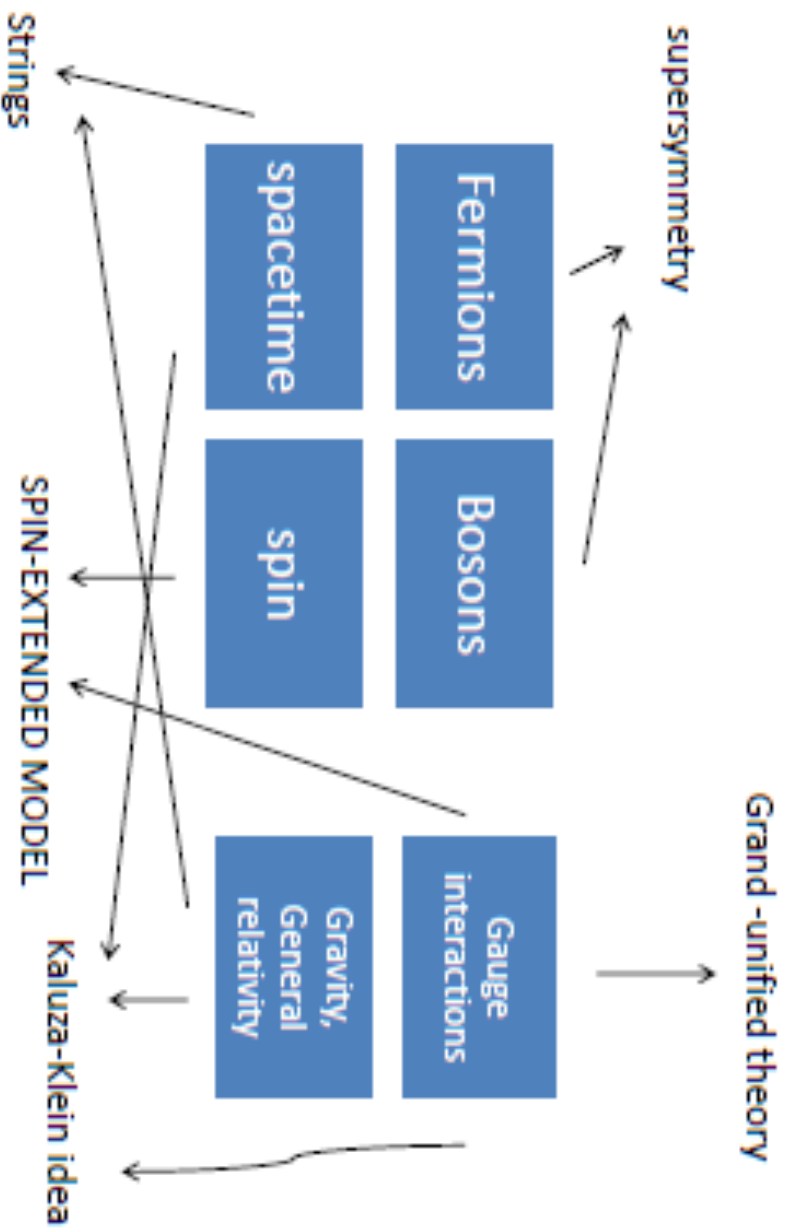 supersymmetry
Grand -unified theory
Fermions
Bosons
Gauge
interactions
spacetime
spin
Gravity,
General
relativity
Strings
SPIN-EXTENDED MODEL
Kaluza-Klein idea